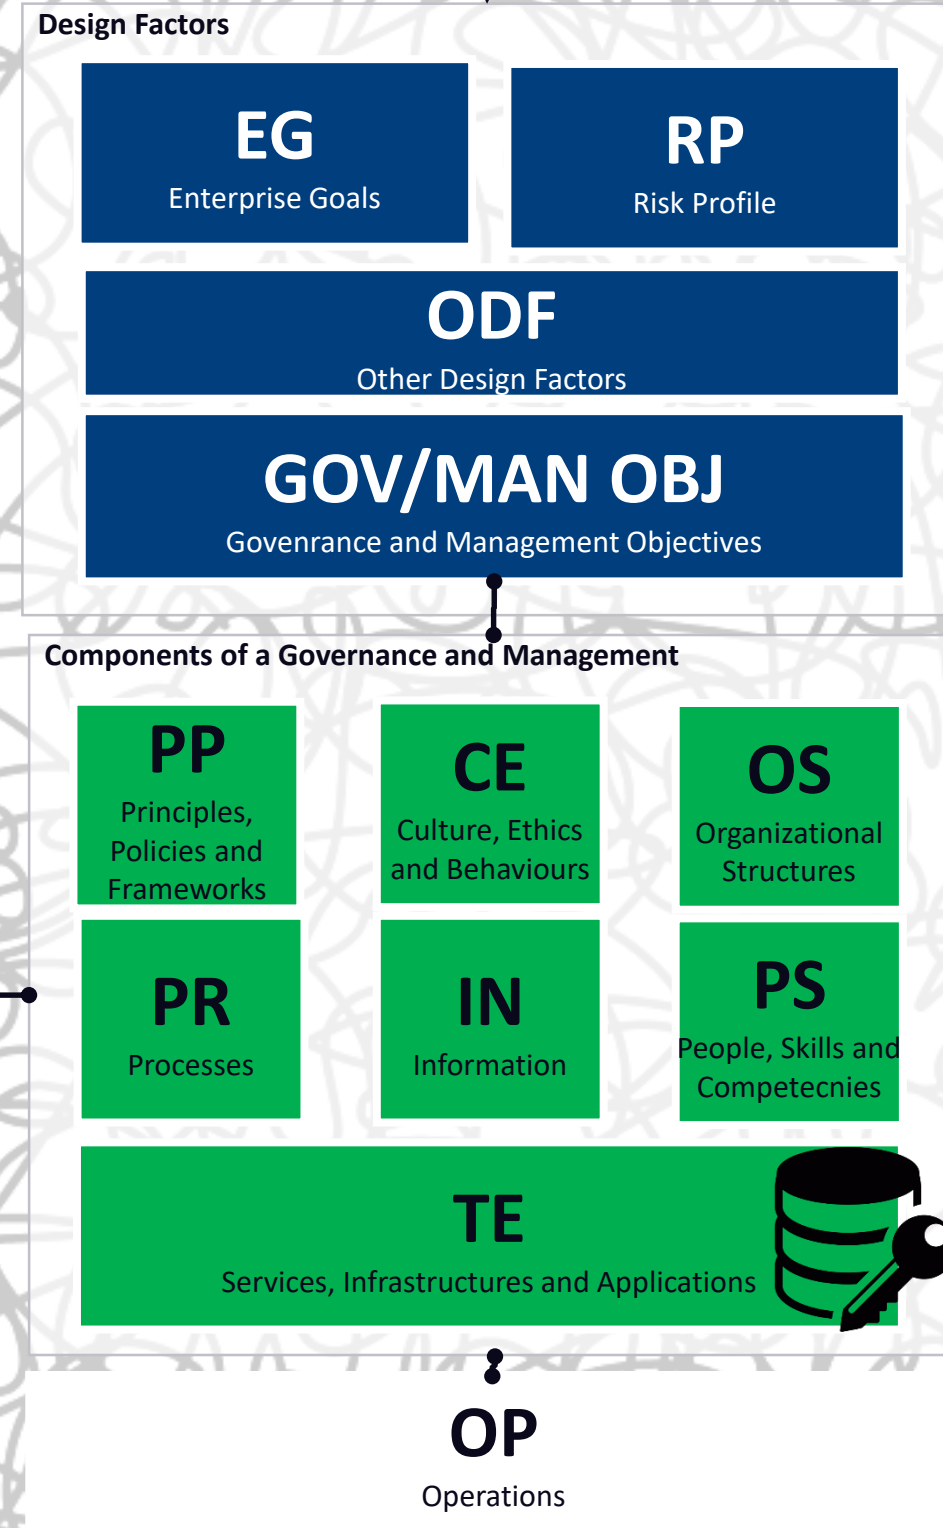 Design Factors
EG
Enterprise Goals
RP
Risk Profile
ODF
Other Design Factors
GOV/MAN OBJ
Govenrance and Management Objectives
Components of a Governance and Management
PP
Principles,
Policies and
Frameworks
CE
Culture, Ethics
and Behaviours
OS
Organizational
Structures
PR
Processes
IN
Information
PS
People, Skills and
Competecnies
TE
Services, Infrastructures and Applications
OP
Operations